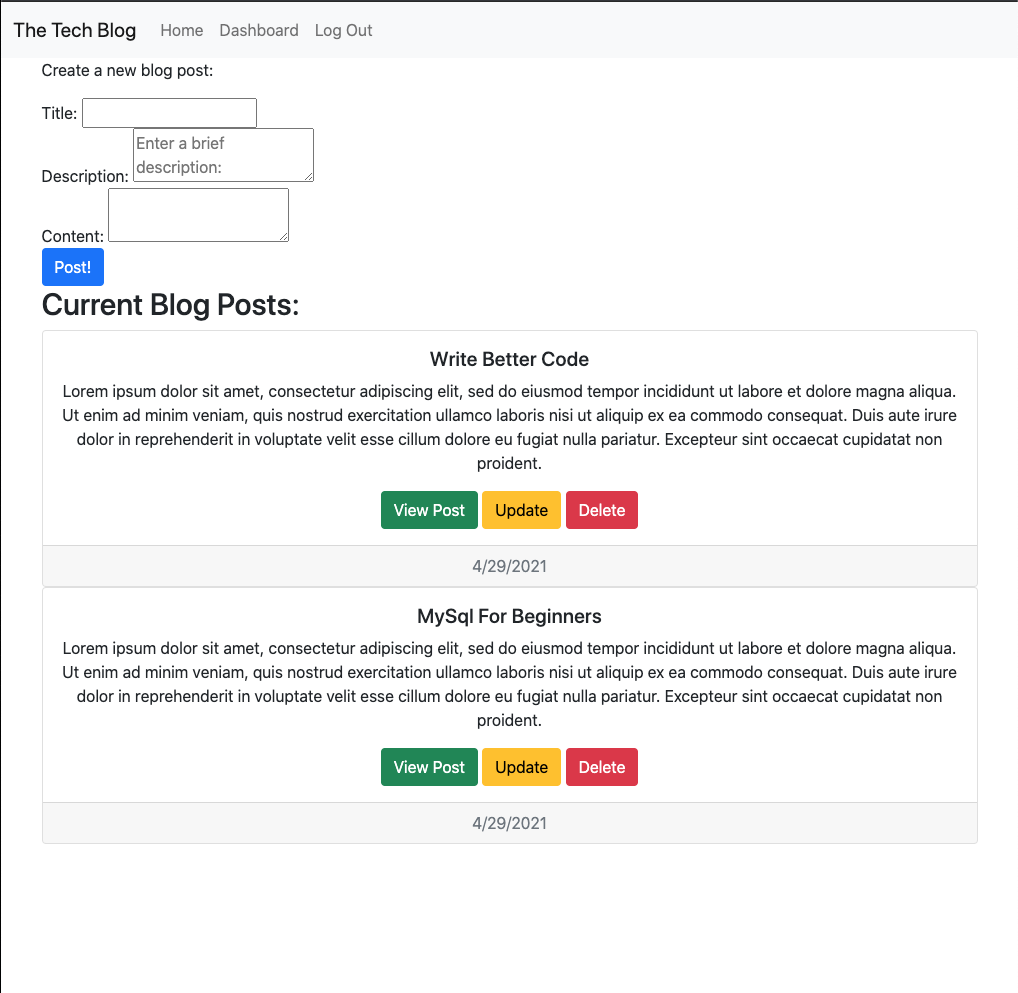 The Tech Blog Home Dashboard Log Out
Create a new blog post:
Title:
Enter a brief
description:
Description:
Content:
Post!
Current Blog Posts:
Write Better Code
Lorem ipsum dolor sit amet, consectetur adipiscing elit, sed do eiusmod tempor incididunt ut labore et dolore magna aliqua.
Ut enim ad minim veniam, quis nostrud exercitation ullamco laboris nisi ut aliquip ex ea commodo consequat. Duis aute irure
dolor in reprehenderit in voluptate velit esse cillum dolore eu fugiat nulla pariatur. Excepteur sint occaecat cupidatat non
proident.
View Post Update Delete
4/29/2021
MySql For Beginners
Lorem ipsum dolor sit amet, consectetur adipiscing elit, sed do eiusmod tempor incididunt ut labore et dolore magna aliqua.
Ut enim ad minim veniam, quis nostrud exercitation ullamco laboris nisi ut aliquip ex ea commodo consequat. Duis aute irure
dolor in reprehenderit in voluptate velit esse cillum dolore eu fugiat nulla pariatur. Excepteur sint occaecat cupidatat non
proident.
View Post Update Delete
4/29/2021